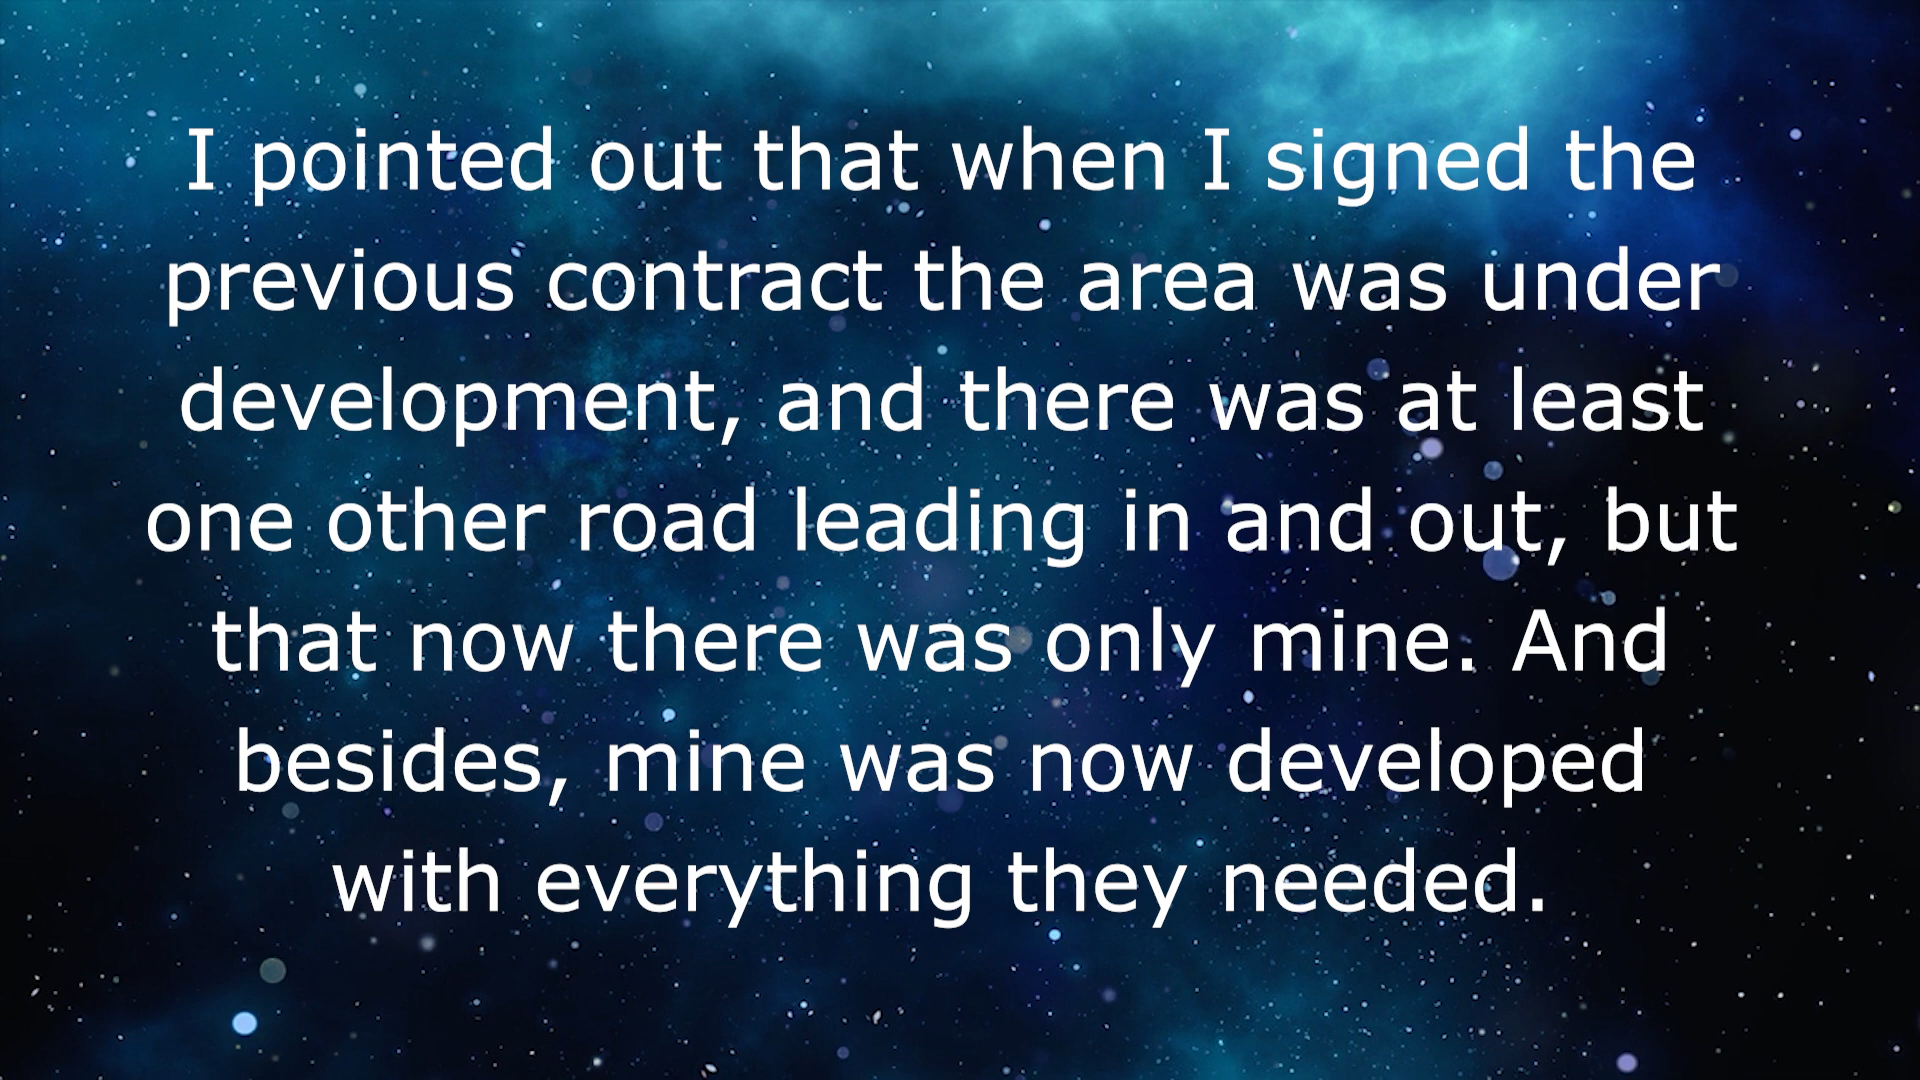 I pointed out that when I signed the
previous contract the area was under
development, and there was at least
one other road leading in and out, but
that now there was only mine. And
besides, mine was now developed
with everything they needed.